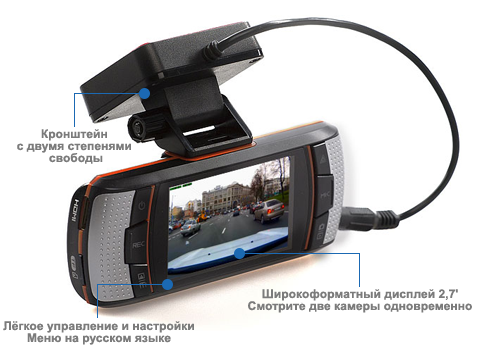 Кронштейн
с двумя степенями
свободы
HDMI
REC
Широкоформатный дисплей 2,7'
Смотрите две камеры одновременно
Лёгкое управление и настройки
Меню на русском языке